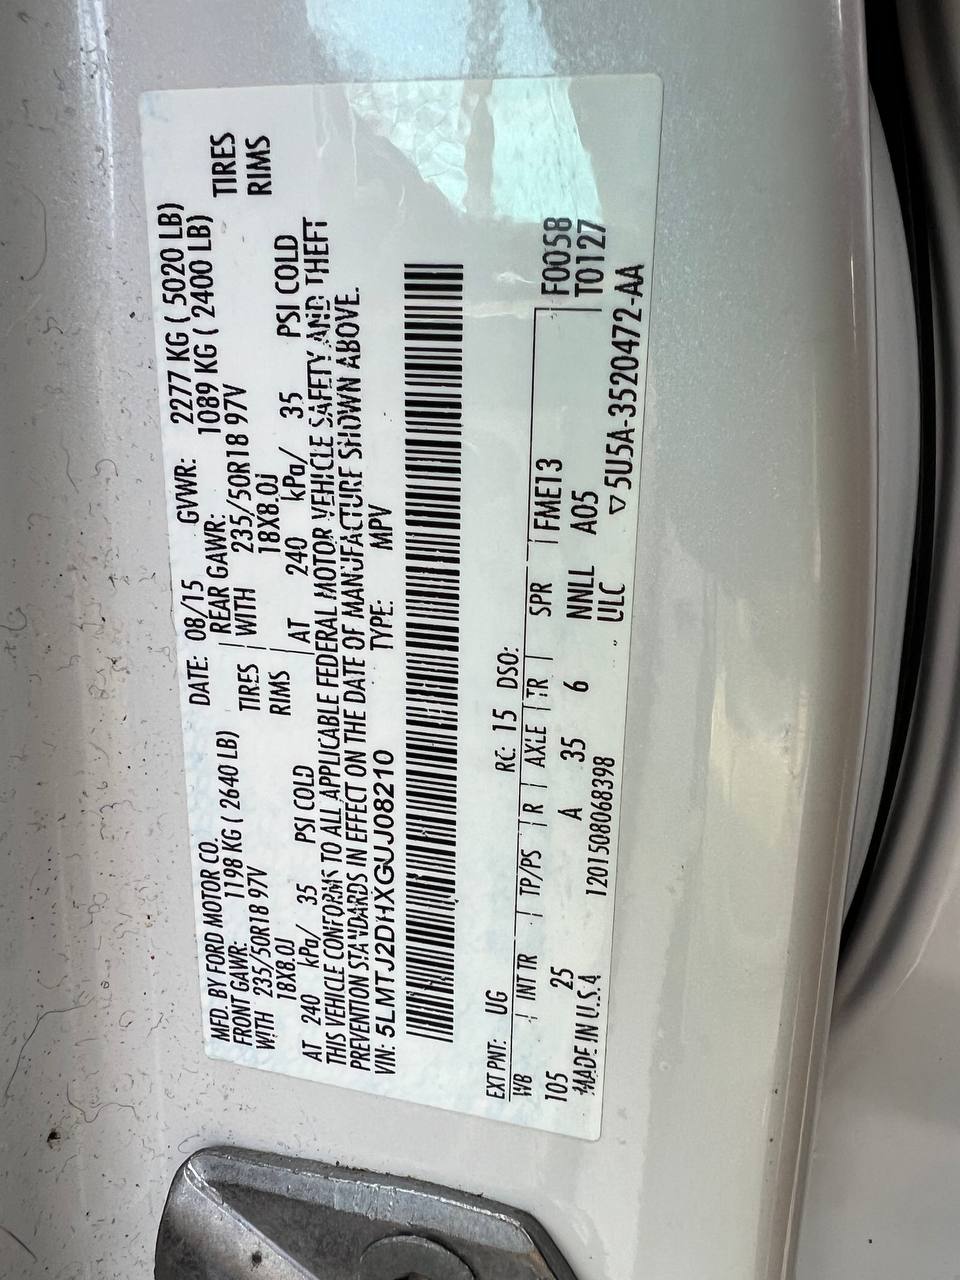 MFD. BY FORD MOTOR CO.
DATE: 08/15 GVWR: 2277 KG ( 5020 LB)
FRONT GAWR: 1198 KG ( 2640 LB)
REAR GAWR: 1089 KG ( 2400 LB)
WITH 235/50R18 97V TIRES
WITH 235/50R18 97V TIRES
18X8.0J RIMS
18X8.0J RIMS
AT 240 kPa/ 35 PSI COLD
AT 240 kPa/ 35 PSI COLD
THIS VEHICLE CONFORMS TO ALL APPLICABLE FEDERAL MOTOR VEHICLE SAFETY AND THEFT
PREVENTION STANDARDS IN EFFECT ON THE DATE OF MANUFACTURE SHOWN ABOVE.
VIN: 5LMTJ2DHXGUJ08210 TYPE: MPV
EXT PNT: UG RC: 15 DSO:
WB INT TR TP/PS R AXLE TR SPR FME13 F0058
105 25 A 35 6 NNLL A05 T0127
MADE IN U.S.A 1201508068398 ULC
5U5A-3520472-AA